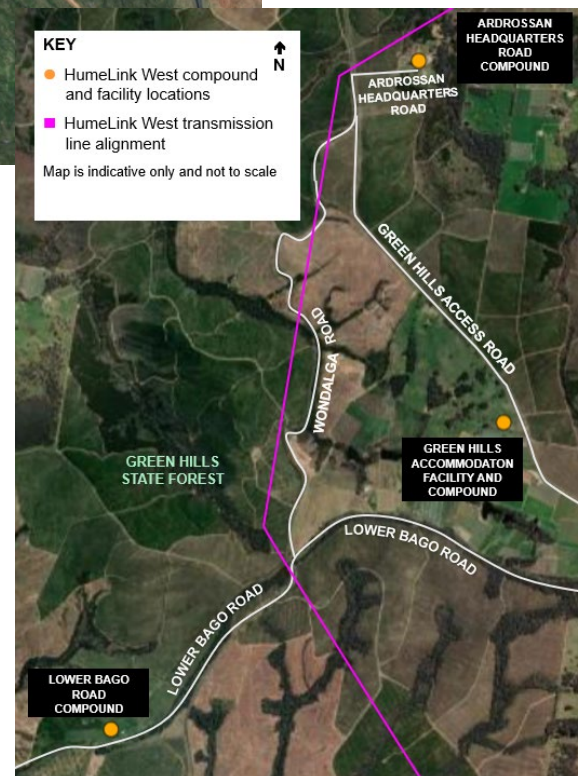 KEY
N
HumeLink West compound
and facility locations
HumeLink West transmission
line alignment
Map is indicative only and not to scale
ARDROSSAN
HEADQUARTERS
ROAD
COMPOUND
ARDROSSAN
HEADQUARTERS
ROAD
GREEN HILLS ACCESS ROAD
WONDALGA ROAD
GREEN HILLS
STATE FOREST
GREEN HILLS
ACCOMMODATON
FACILITY AND
COMPOUND
LOWER BAGO ROAD
LOWER BAGO ROAD
LOWER BAGO
ROAD
COMPOUND